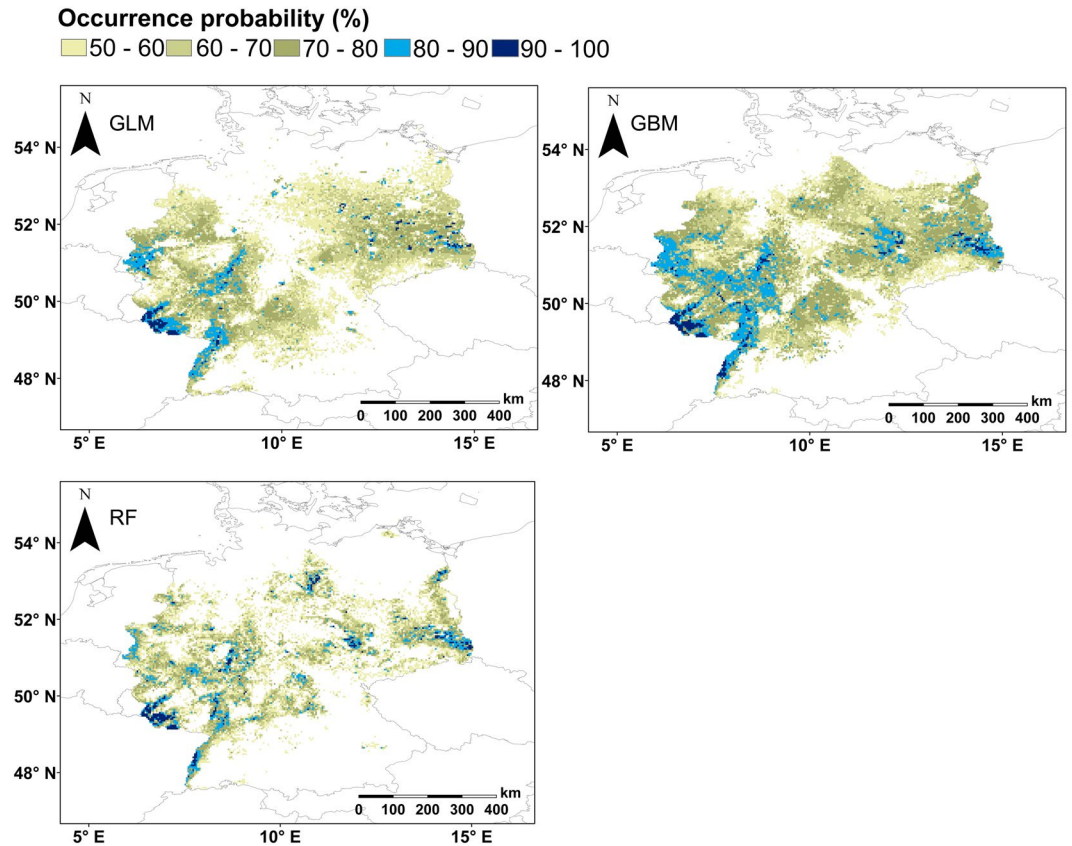 Occurrence probability (%)
50 - 60 60 - 70 70 - 80 80 - 90 90 - 100
N
GLM
54° N
52° N
50° N
48° N
km
0 100 200 300 400
5° E 10° E 15° E
N
GBM
54° N
52° N
50° N
48° N
km
0 100 200 300 400
5° E 10° E 15° E
N
RF
54° N
52° N
50° N
48° N
km
0 100 200 300 400
5° E 10° E 15° E